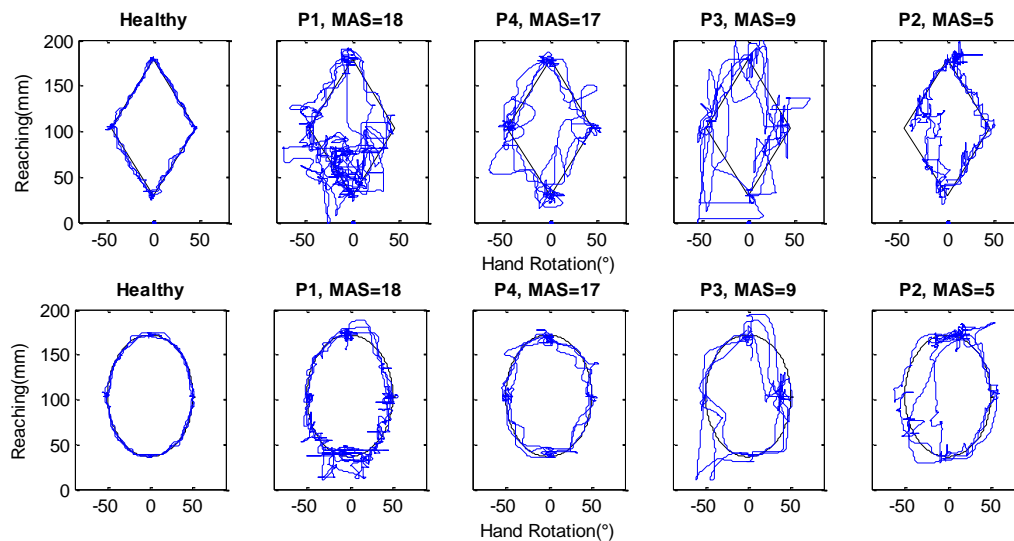 Healthy P1, MAS=18 P4, MAS=17 P3, MAS=9 P2, MAS=5
Reaching(mm)
200
150
100
50
0
-50 0 50 -50 0 50 -50 0 50 -50 0 50 -50 0 50
Hand Rotation(°)
Healthy P1, MAS=18 P4, MAS=17 P3, MAS=9 P2, MAS=5
Reaching(mm)
200
150
100
50
0
-50 0 50 -50 0 50 -50 0 50 -50 0 50 -50 0 50
Hand Rotation(°)